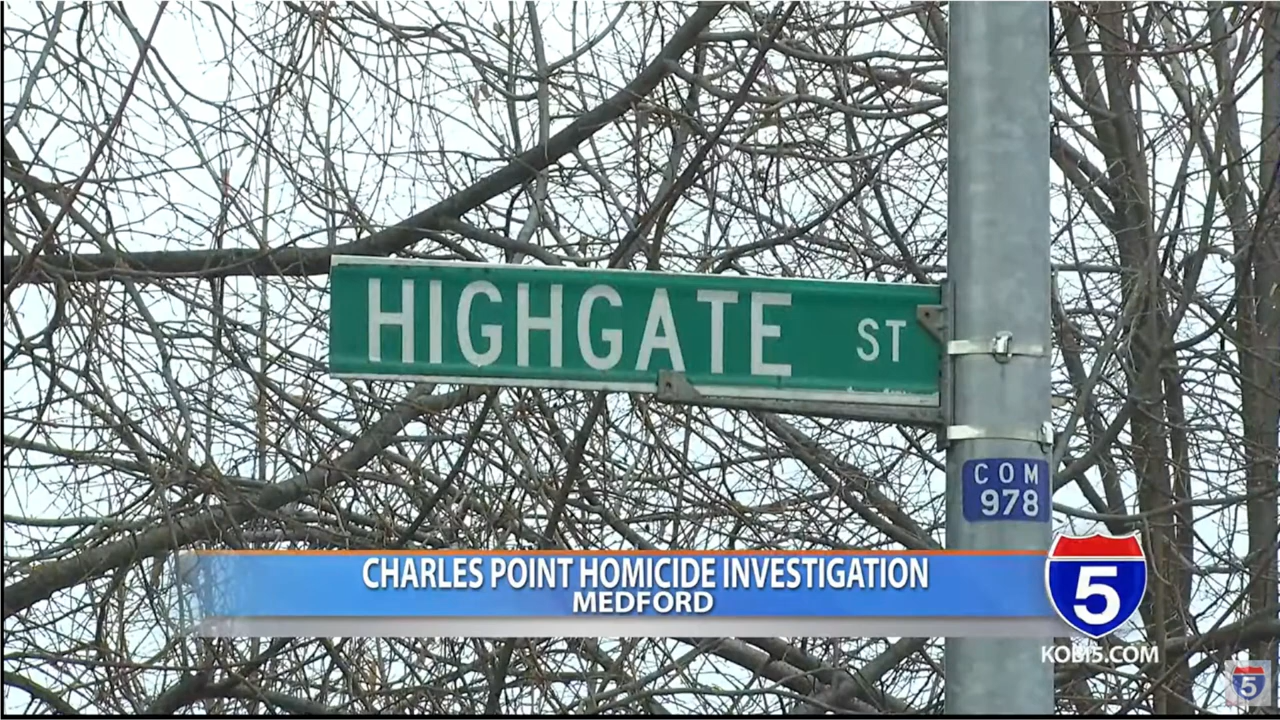 HIGHGATE ST
COM
978
CHARLES POINT HOMICIDE INVESTIGATION
MEDFORD
5
KOBI5.COM
5